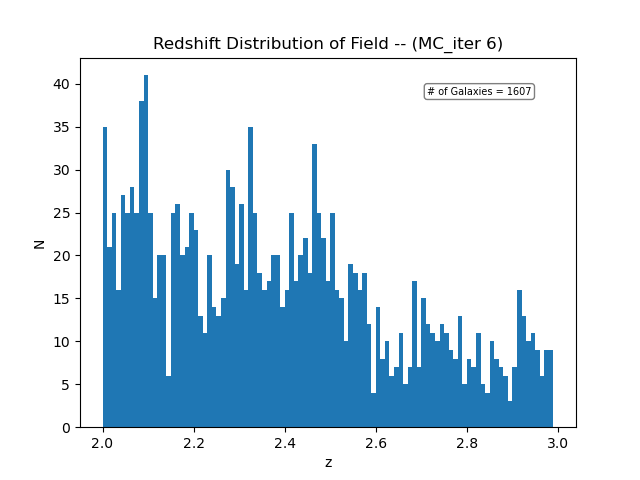 Redshift Distribution of Field -- (MC_iter 6)
# of Galaxies = 1607
40
35
30
25
20
15
10
5
0
N
2.0 2.2 2.4 2.6 2.8 3.0
z